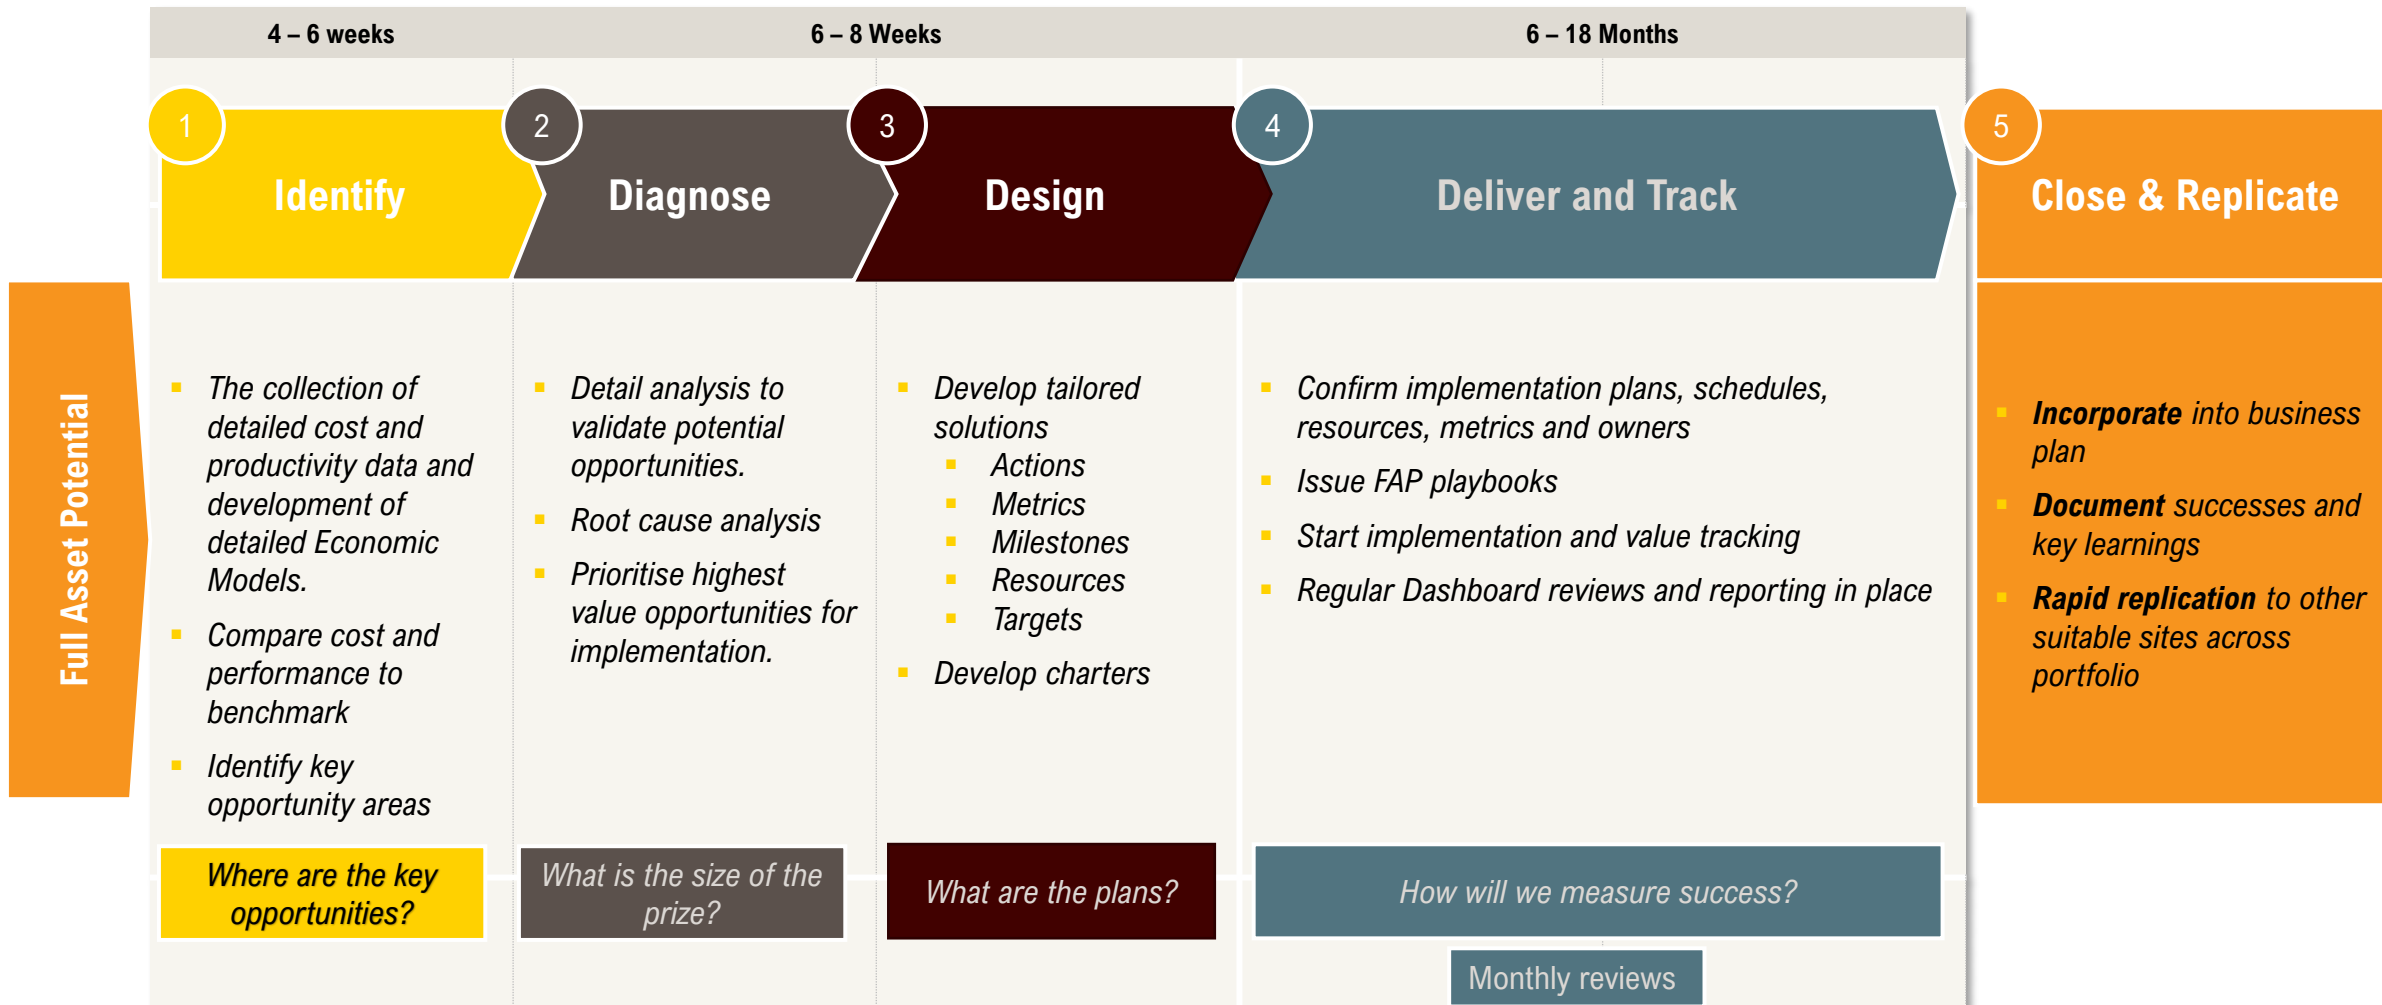 4 – 6 weeks
6 – 8 Weeks
6 – 18 Months
1
Identify
2
Diagnose
3
Design
4
Deliver and Track
5
Close & Replicate
Full Asset Potential
The collection of
detailed cost and
productivity data and
development of
detailed Economic
Models.
Compare cost and
performance to
benchmark
Identify key
opportunity areas
Where are the key
opportunities?
Detail analysis to
validate potential
opportunities.
Root cause analysis
Prioritise highest
value opportunities for
implementation.
What is the size of the
prize?
Develop tailored
solutions
Actions
Metrics
Milestones
Resources
Targets
Develop charters
What are the plans?
Confirm implementation plans, schedules,
resources, metrics and owners
Issue FAP playbooks
Start implementation and value tracking
Regular Dashboard reviews and reporting in place
How will we measure success?
Monthly reviews
Incorporate into business
plan
Document successes and
key learnings
Rapid replication to other
suitable sites across
portfolio